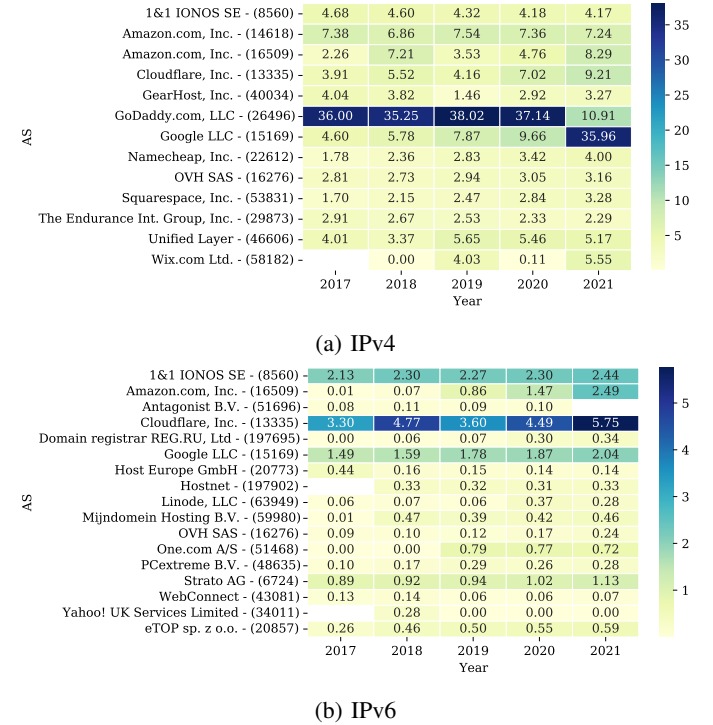 1&1 IONOS SE - (8560) 4.68 4.60 4.32 4.18 4.17
Amazon.com, Inc. - (14618) 7.38 6.86 7.54 7.36 7.24
Amazon.com, Inc. - (16509) 2.26 7.21 3.53 4.76 8.29
Cloudflare, Inc. - (13335) 3.91 5.52 4.16 7.02 9.21
GearHost, Inc. - (40034) 4.04 3.82 1.46 2.92 3.27
GoDaddy.com, LLC - (26496) 36.00 35.25 38.02 37.14 10.91
Google LLC - (15169) 4.60 5.78 7.87 9.66 35.96
Namecheap, Inc. - (22612) 1.78 2.36 2.83 3.42 4.00
OVH SAS - (16276) 2.81 2.73 2.94 3.05 3.16
Squarespace, Inc. - (53831) 1.70 2.15 2.47 2.84 3.28
The Endurance Int. Group, Inc. - (29873) 2.91 2.67 2.53 2.33 2.29
Unified Layer - (46606) 4.01 3.37 5.65 5.46 5.17
Wix.com Ltd. - (58182) 0.00 4.03 0.11 5.55
AS
2017 2018 2019 2020 2021
Year
35
30
25
20
15
10
5
(a) IPv4
1&1 IONOS SE - (8560) 2.13 2.30 2.27 2.30 2.44
Amazon.com, Inc. - (16509) 0.01 0.07 0.86 1.47 2.49
Antagonist B.V. - (51696) 0.08 0.11 0.09 0.10
Cloudflare, Inc. - (13335) 3.30 4.77 3.60 4.49 5.75
Domain registrar REG.RU, Ltd - (197695) 0.00 0.06 0.07 0.30 0.34
Google LLC - (15169) 1.49 1.59 1.78 1.87 2.04
Host Europe GmbH - (20773) 0.44 0.16 0.15 0.14 0.14
Hostnet - (197902) 0.33 0.32 0.31 0.33
Linode, LLC - (63949) 0.06 0.07 0.06 0.37 0.28
Mijndomein Hosting B.V. - (59980) 0.01 0.47 0.39 0.42 0.46
OVH SAS - (16276) 0.09 0.10 0.12 0.17 0.24
One.com A/S - (51468) 0.00 0.00 0.79 0.77 0.72
PCextreme B.V. - (48635) 0.10 0.17 0.29 0.26 0.28
Strato AG - (6724) 0.89 0.92 0.94 1.02 1.13
WebConnect - (43081) 0.13 0.14 0.06 0.06 0.07
Yahoo! UK Services Limited - (34011) 0.28 0.00 0.00 0.00
eTOP sp. z o.o. - (20857) 0.26 0.46 0.50 0.55 0.59
AS
2017 2018 2019 2020 2021
Year
5
4
3
2
1
(b) IPv6